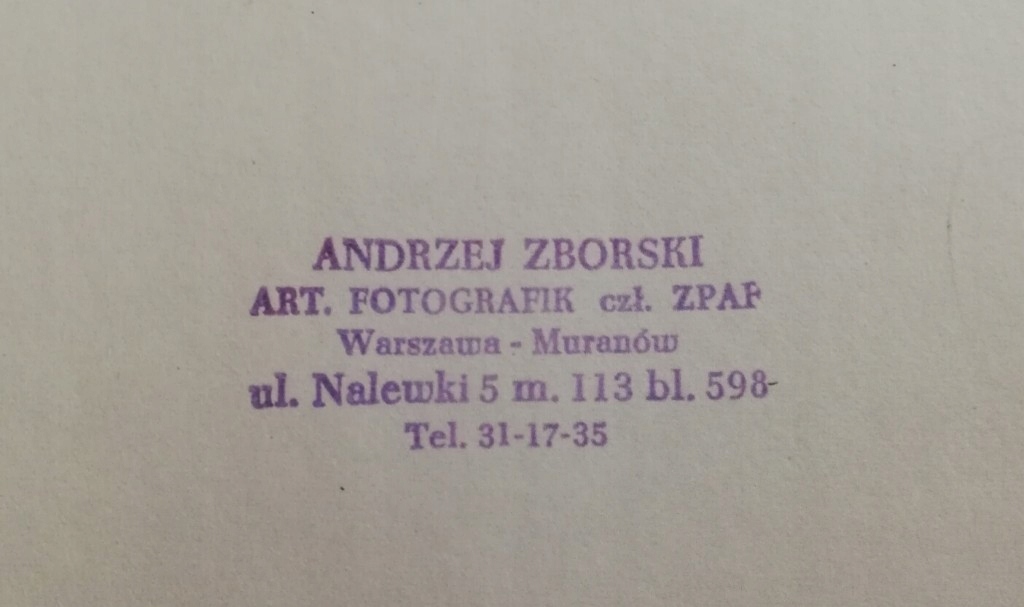 ANDRZEJ ZBORSKI
ART. FOTOGRAFIK czł. ZPAF
Warszawa - Muranów
ul. Nalewki 5 m. 113 bl. 598-
Tel. 31-17-35